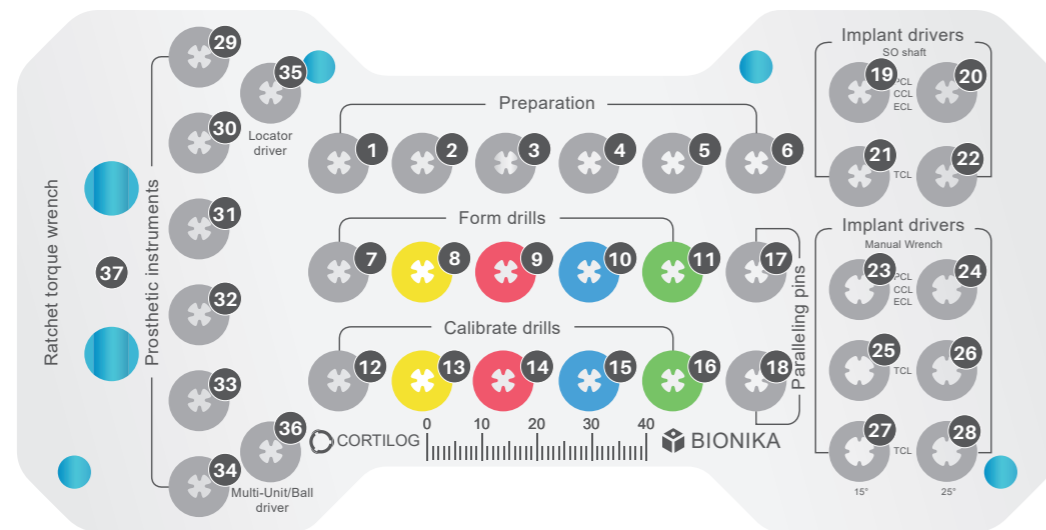 Ratchet torque wrench
37
Prosthetic instruments
29
30
31
32
33
34
35
Locator
driver
36
Multi-Unit/Ball
driver
Preparation
1 2 3 4 5 6
Form drills
7 8 9 10 11
Calibrate drills
12 13 14 15 16
Paralleling pins
17
18
CORTILOG
0 10 20 30 40
BIONIKA
Implant drivers
SO shaft
19 20
PCL
CCL
ECL
21 TCL 22
Implant drivers
Manual Wrench
23 24
PCL
CCL
ECL
25 TCL 26
27 TCL 28
15° 25°